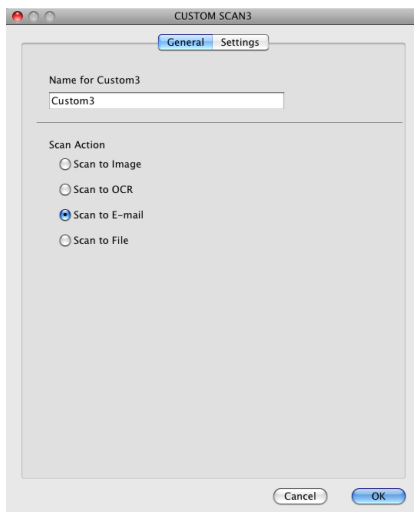 CUSTOM SCAN3
General Settings
Name for Custom3
Custom3
Scan Action
Scan to Image
Scan to OCR
Scan to E-mail
Scan to File
Cancel OK